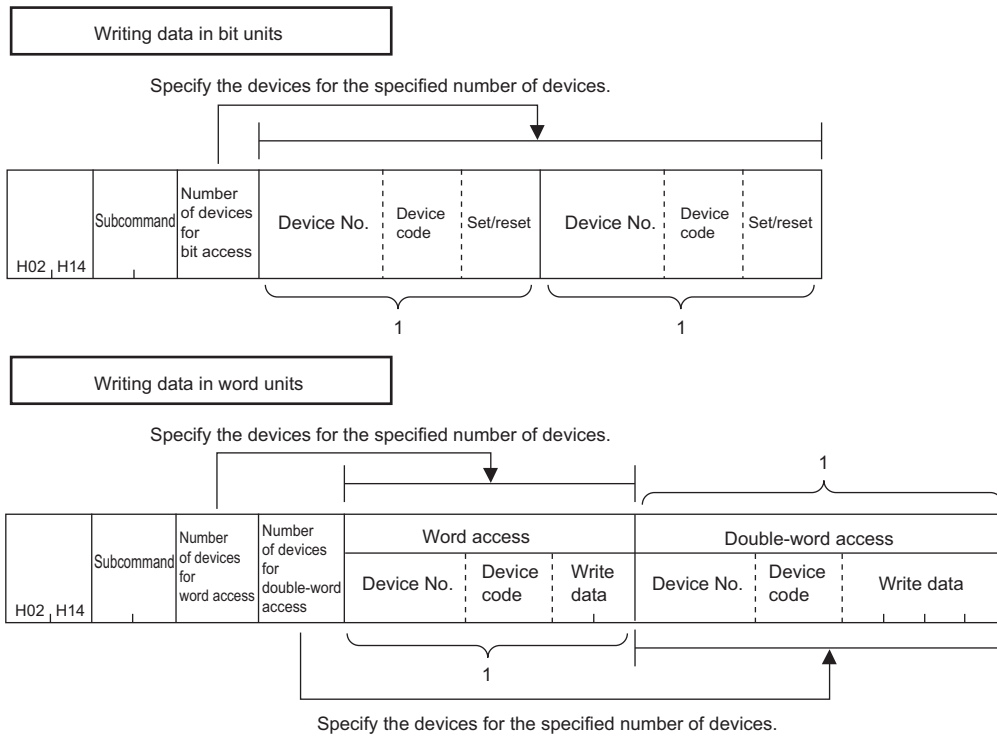 Writing data in bit units
Specify the devices for the specified number of devices.
H02 H14
Subcommand
Number
of devices
for
bit access
Device No.
Device
code
Set/reset
Device No.
Device
code
Set/reset
1
1
Writing data in word units
Specify the devices for the specified number of devices.
1
H02 H14
Subcommand
Number
of devices
for
word access
Number
of devices
for
double-word
access
Word access
Device No.
Device
code
Write
data
Double-word access
Device No.
Device
code
Write data
1
Specify the devices for the specified number of devices.